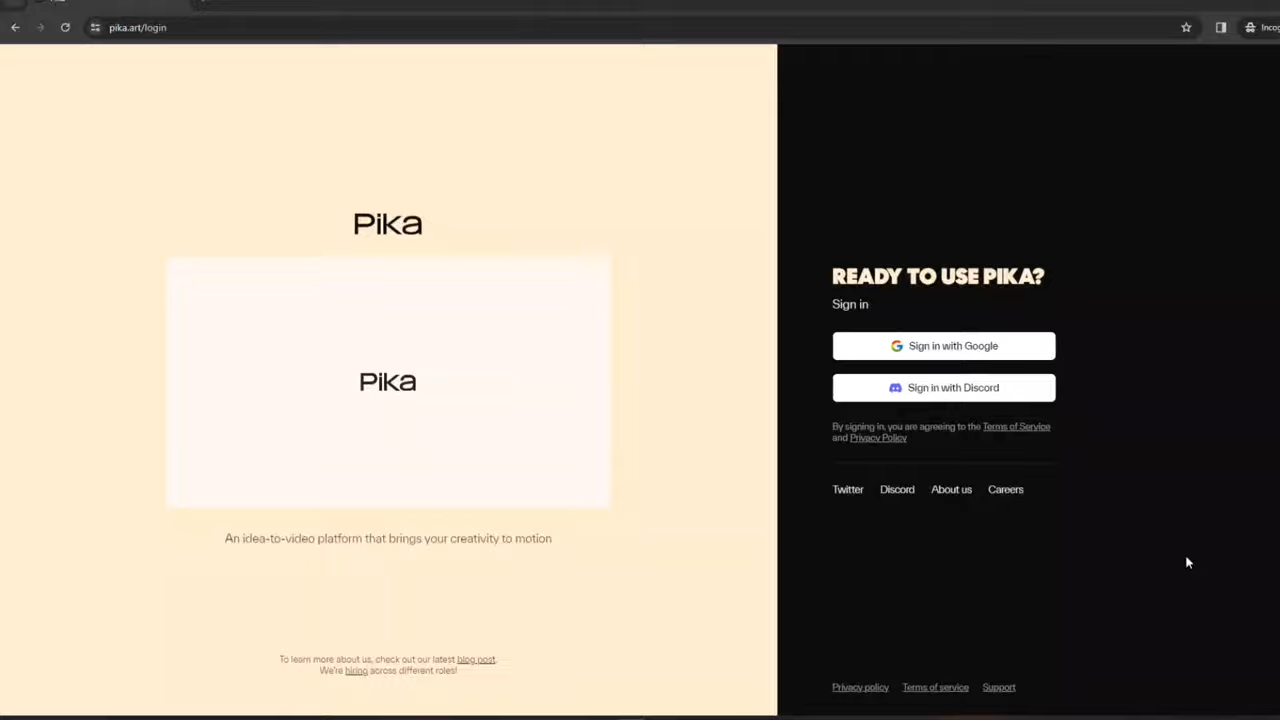 pika.art/login
Pika
Pika
An idea-to-video platform that brings your creativity to motion
To learn more about us, check out our latest blog post.
We're hiring across different roles!
READY TO USE PIKA?
Sign in
Sign in with Google
Sign in with Discord
By signing in, you are agreeing to the Terms of Service
and Privacy Policy
Twitter Discord About us Careers
Privacy policy Terms of service Support